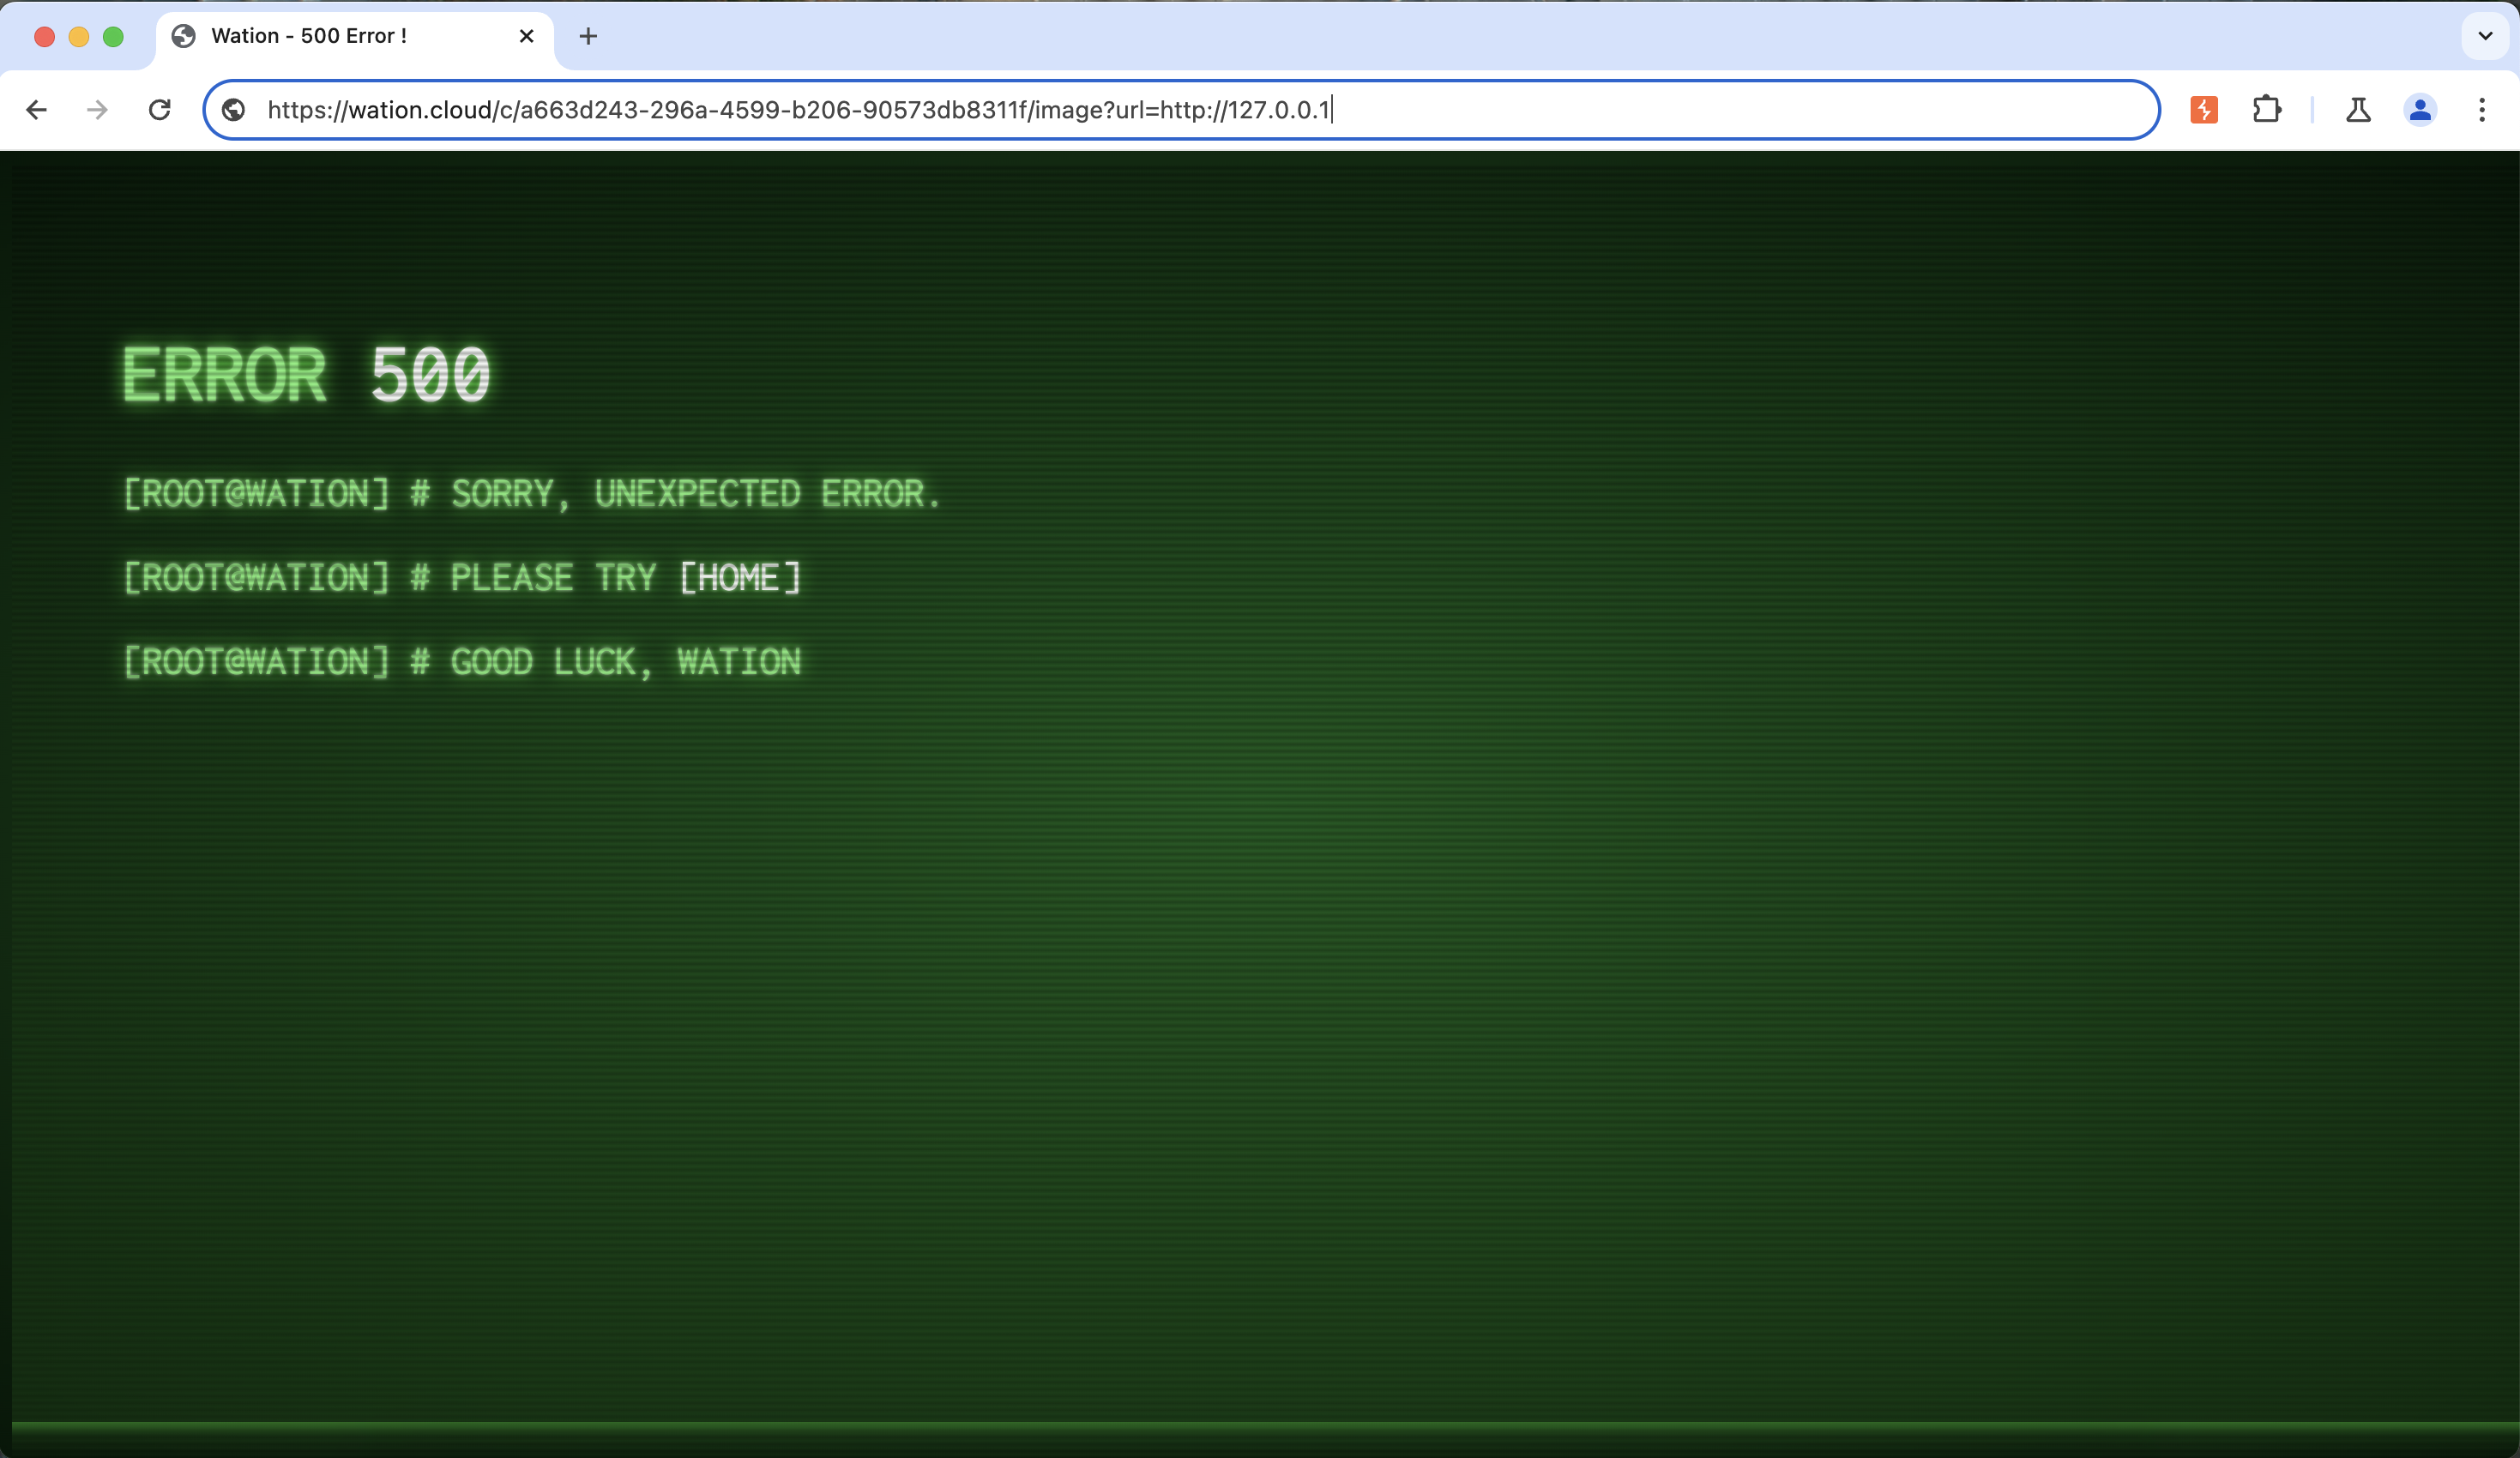 Wation - 500 Error !
https://wation.cloud/c/a663d243-296a-4599-b206-90573db8311f/image?url=http://127.0.0.1
ERROR 500
[ROOT@WATION] # SORRY, UNEXPECTED ERROR.
[ROOT@WATION] # PLEASE TRY [HOME]
[ROOT@WATION] # GOOD LUCK, WATION